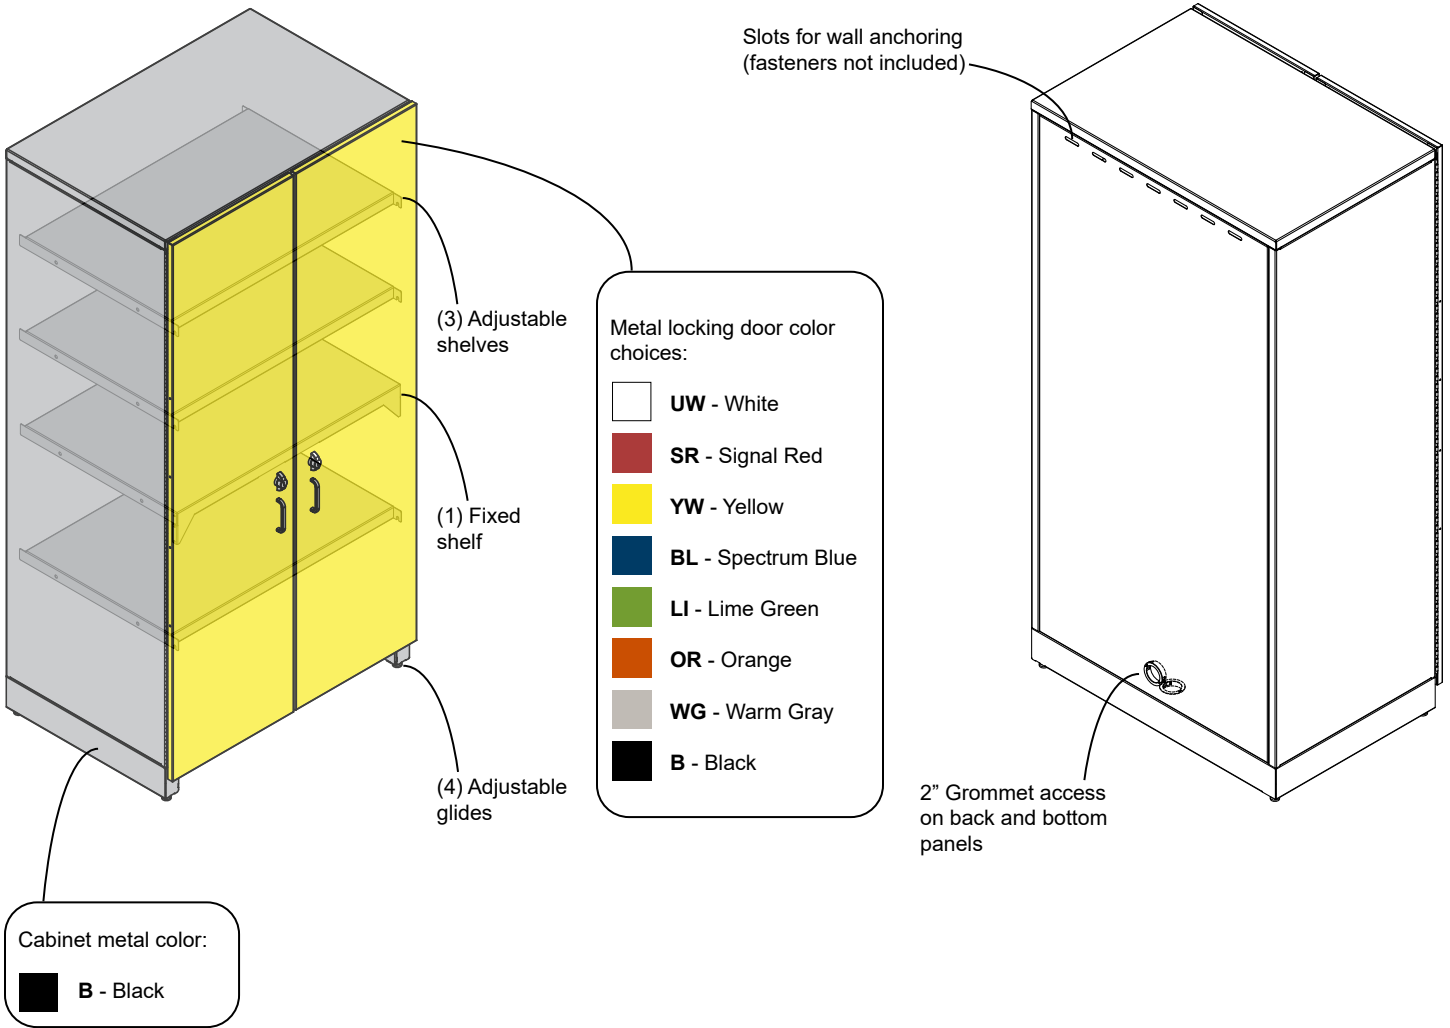 Slots for wall anchoring
(fasteners not included)
(3) Adjustable
shelves
(1) Fixed
shelf
(4) Adjustable
glides
Metal locking door color
choices:
UW - White
SR - Signal Red
YW - Yellow
BL - Spectrum Blue
LI - Lime Green
OR - Orange
WG - Warm Gray
B - Black
2” Grommet access
on back and bottom
panels
Cabinet metal color:
B - Black